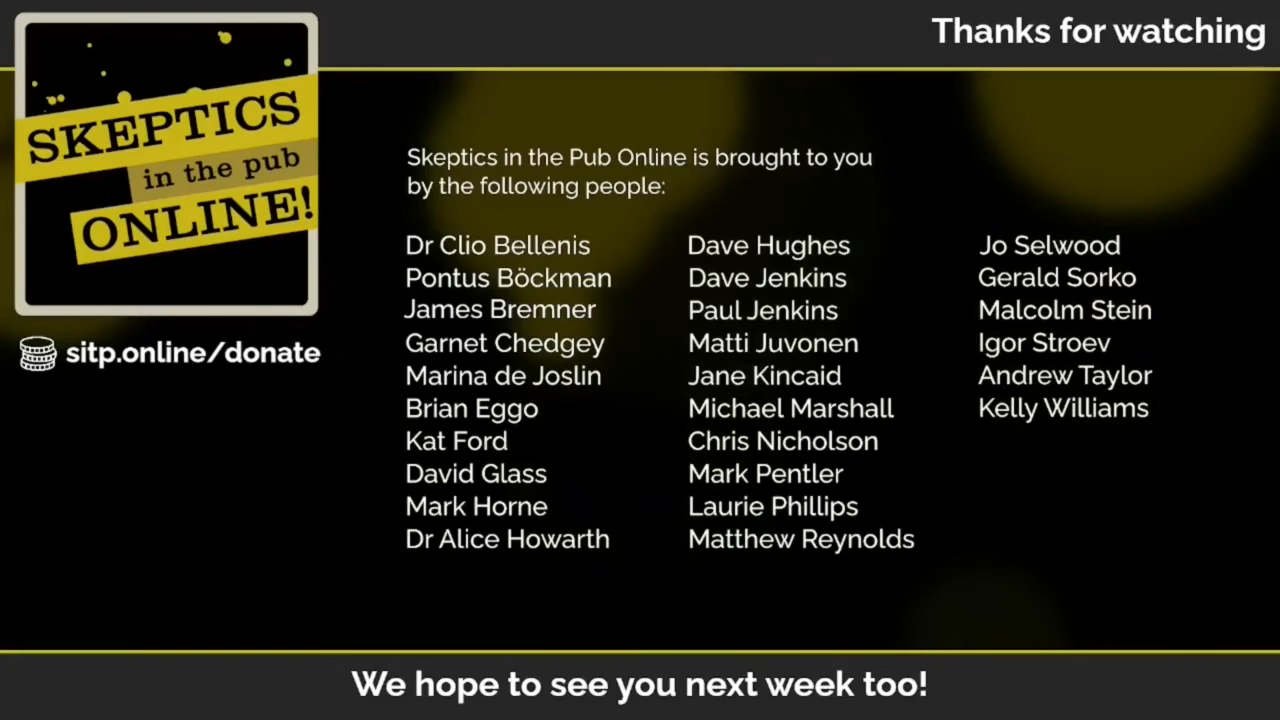 Thanks for watching
SKEPTICS
in the pub
ONLINE!
sitp.online/donate
Skeptics in the Pub Online is brought to you
by the following people:
Dr Clio Bellenis
Pontus Böckman
James Bremner
Garnet Chedgey
Marina de Joslin
Brian Eggo
Kat Ford
David Glass
Mark Horne
Dr Alice Howarth
Dave Hughes
Dave Jenkins
Paul Jenkins
Matti Juvonen
Jane Kincaid
Michael Marshall
Chris Nicholson
Mark Pentler
Laurie Phillips
Matthew Reynolds
Jo Selwood
Gerald Sorko
Malcolm Stein
Igor Stroev
Andrew Taylor
Kelly Williams
We hope to see you next week too!